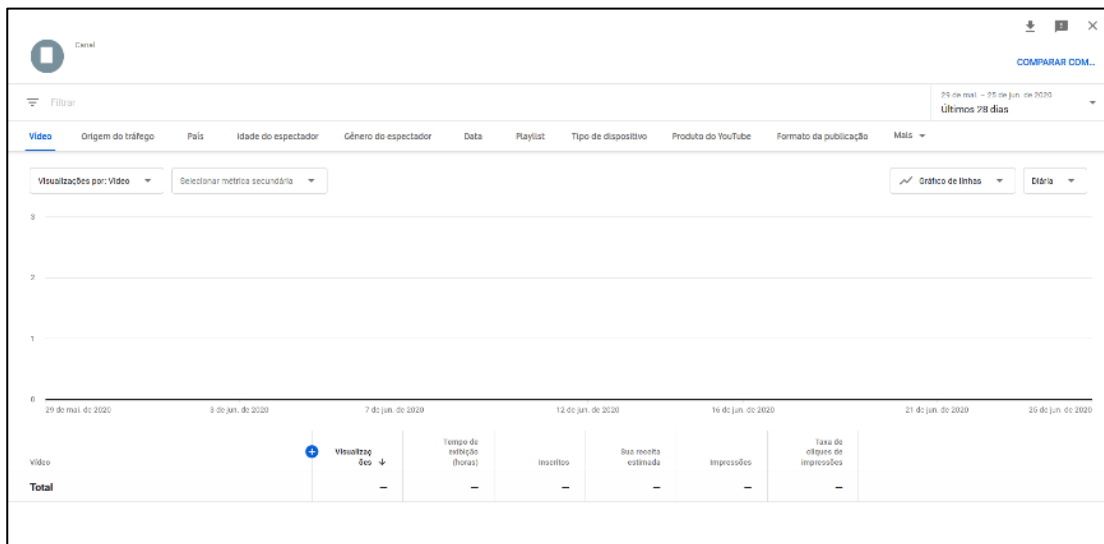 Canal
COMPARAR COM...
Filtrar
29 de mai. – 25 de jun. de 2020
Últimos 28 dias
Vídeo Origem do tráfego País Idade do espectador Gênero do espectador Data Playlist Tipo de dispositivo Produto do YouTube Formato da publicação Mais
Visualizações por: Vídeo Selecionar métrica secundária Gráfico de linhas Diária
3
2
1
0
29 de mai. de 2020 3 de jun. de 2020 7 de jun. de 2020 12 de jun. de 2020 16 de jun. de 2020 21 de jun. de 2020 25 de jun. de 2020
Vídeo
Visualizaç
ões
Tempo de
exibição
(horas)
Inscritos
Sua receita
estimada
Impressões
Taxa de
cliques de
impressões
Total — — — — — —